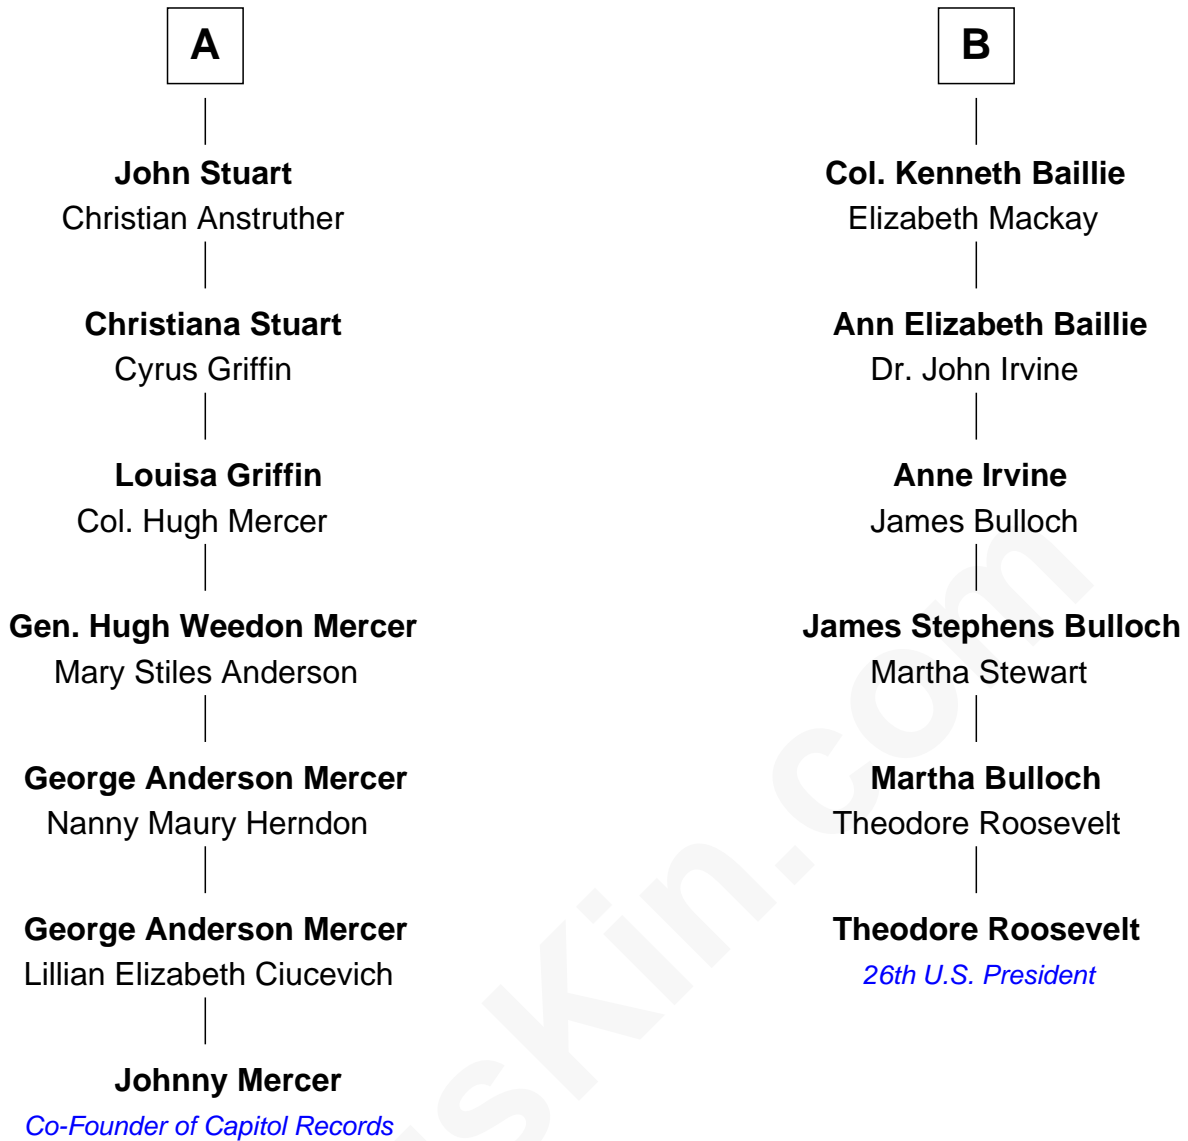 A
John Stuart
Christian Anstruther
Christiana Stuart
Cyrus Griffin
Louisa Griffin
Col. Hugh Mercer
Gen. Hugh Weedon Mercer
Mary Stiles Anderson
George Anderson Mercer
Nanny Maury Herndon
George Anderson Mercer
Lillian Elizabeth Ciucevich
Johnny Mercer
Co-Founder of Capitol Records
B
Col. Kenneth Baillie
Elizabeth Mackay
Ann Elizabeth Baillie
Dr. John Irvine
Anne Irvine
James Bulloch
James Stephens Bulloch
Martha Stewart
Martha Bulloch
Theodore Roosevelt
Theodore Roosevelt
26th U.S. President